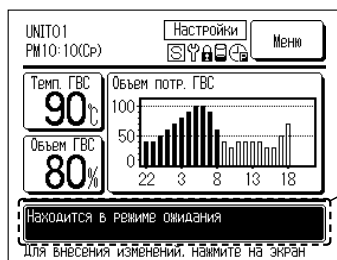 UNIT01
PM10:10(Ср)
Настройки
Меню
Темп. ГВС
90℃
Объем ГВС
80%
Объем потр. ГВС
100
50
0
22 3 8 13 18
Находится в режиме ожидания
Для внесения изменений, нажмите на экран